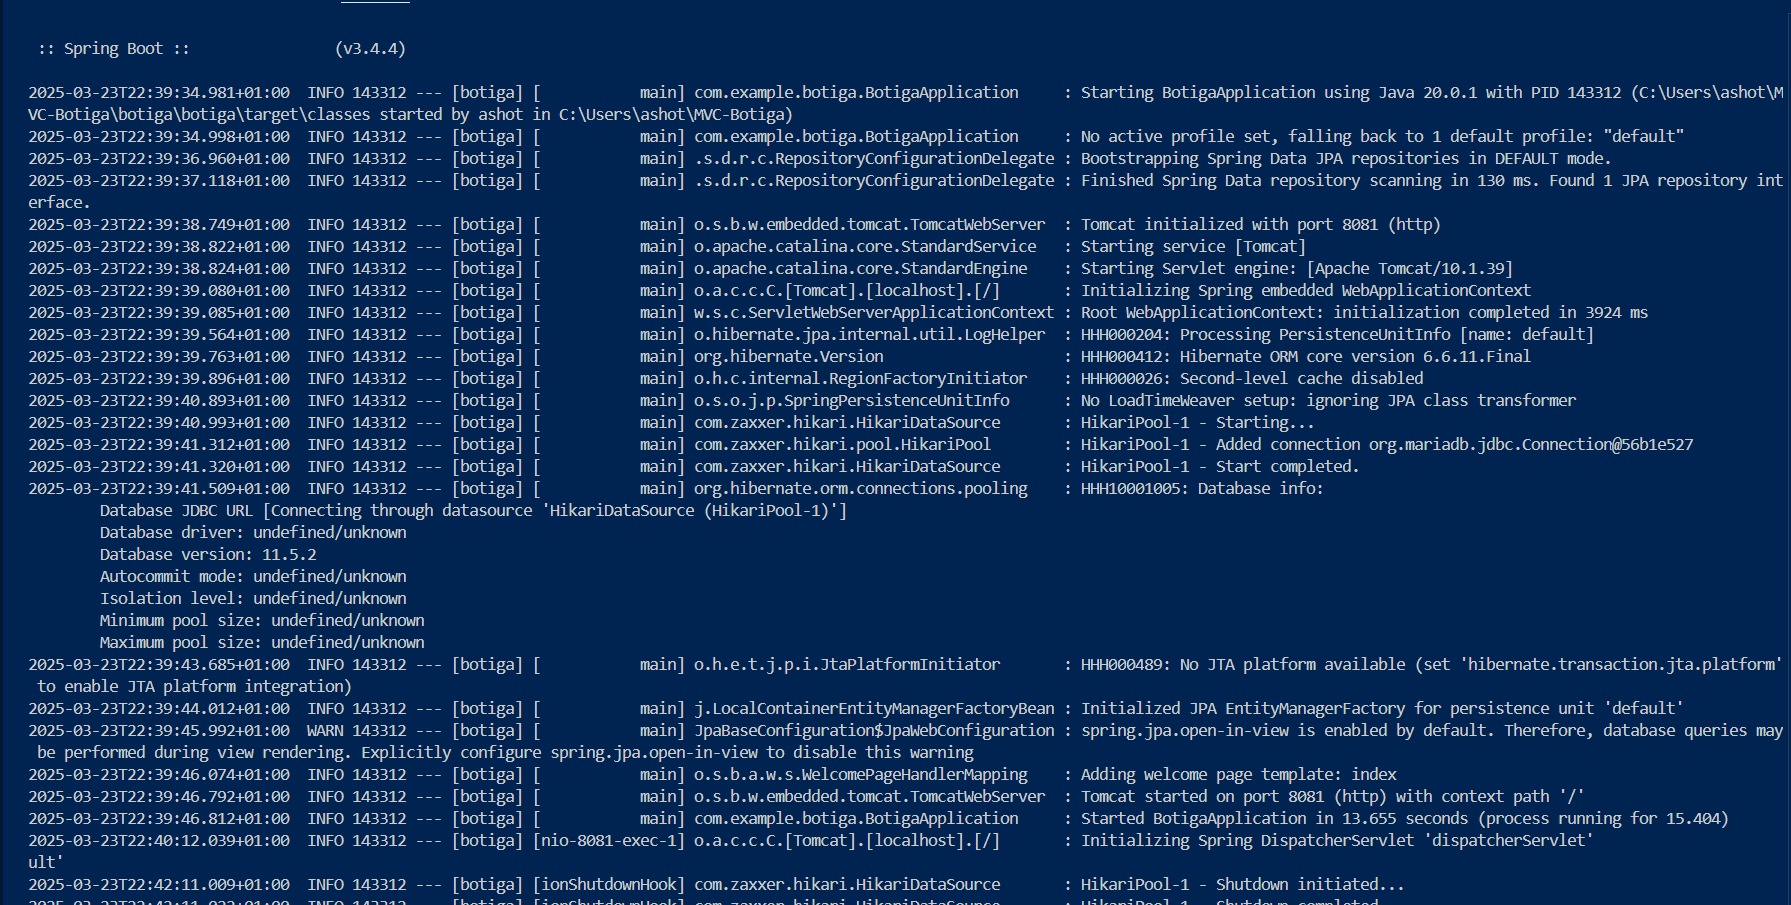 :: Spring Boot ::                (v3.4.4)
2025-03-23T22:39:34.981+01:00  INFO 143312 --- [botiga] [           main] com.example.botiga.BotigaApplication     : Starting BotigaApplication using Java 20.0.1 with PID 143312 (C:\Users\ashot\M
VC-Botiga\botiga\botiga\target\classes started by ashot in C:\Users\ashot\MVC-Botiga)
2025-03-23T22:39:34.998+01:00  INFO 143312 --- [botiga] [           main] com.example.botiga.BotigaApplication     : No active profile set, falling back to 1 default profile: "default"
2025-03-23T22:39:36.960+01:00  INFO 143312 --- [botiga] [           main] .s.d.r.c.RepositoryConfigurationDelegate : Bootstrapping Spring Data JPA repositories in DEFAULT mode.
2025-03-23T22:39:37.118+01:00  INFO 143312 --- [botiga] [           main] .s.d.r.c.RepositoryConfigurationDelegate : Finished Spring Data repository scanning in 130 ms. Found 1 JPA repository int
erface.
2025-03-23T22:39:38.749+01:00  INFO 143312 --- [botiga] [           main] o.s.b.w.embedded.tomcat.TomcatWebServer  : Tomcat initialized with port 8081 (http)
2025-03-23T22:39:38.822+01:00  INFO 143312 --- [botiga] [           main] o.apache.catalina.core.StandardService   : Starting service [Tomcat]
2025-03-23T22:39:38.824+01:00  INFO 143312 --- [botiga] [           main] o.apache.catalina.core.StandardEngine    : Starting Servlet engine: [Apache Tomcat/10.1.39]
2025-03-23T22:39:39.080+01:00  INFO 143312 --- [botiga] [           main] o.a.c.c.C.[Tomcat].[localhost].[/]       : Initializing Spring embedded WebApplicationContext
2025-03-23T22:39:39.085+01:00  INFO 143312 --- [botiga] [           main] w.s.c.ServletWebServerApplicationContext : Root WebApplicationContext: initialization completed in 3924 ms
2025-03-23T22:39:39.564+01:00  INFO 143312 --- [botiga] [           main] o.hibernate.jpa.internal.util.LogHelper  : HHH000204: Processing PersistenceUnitInfo [name: default]
2025-03-23T22:39:39.763+01:00  INFO 143312 --- [botiga] [           main] org.hibernate.Version                    : HHH000412: Hibernate ORM core version 6.6.11.Final
2025-03-23T22:39:39.896+01:00  INFO 143312 --- [botiga] [           main] o.h.c.internal.RegionFactoryInitiator    : HHH000026: Second-level cache disabled
2025-03-23T22:39:40.893+01:00  INFO 143312 --- [botiga] [           main] o.s.o.j.p.SpringPersistenceUnitInfo      : No LoadTimeWeaver setup: ignoring JPA class transformer
2025-03-23T22:39:40.993+01:00  INFO 143312 --- [botiga] [           main] com.zaxxer.hikari.HikariDataSource       : HikariPool-1 - Starting...
2025-03-23T22:39:41.312+01:00  INFO 143312 --- [botiga] [           main] com.zaxxer.hikari.pool.HikariPool        : HikariPool-1 - Added connection org.mariadb.jdbc.Connection@56b1e527
2025-03-23T22:39:41.320+01:00  INFO 143312 --- [botiga] [           main] com.zaxxer.hikari.HikariDataSource       : HikariPool-1 - Start completed.
2025-03-23T22:39:41.509+01:00  INFO 143312 --- [botiga] [           main] org.hibernate.orm.connections.pooling    : HHH10001005: Database info:
Database JDBC URL [Connecting through datasource 'HikariDataSource (HikariPool-1)']
Database driver: undefined/unknown
Database version: 11.5.2
Autocommit mode: undefined/unknown
Isolation level: undefined/unknown
Minimum pool size: undefined/unknown
Maximum pool size: undefined/unknown
2025-03-23T22:39:43.685+01:00  INFO 143312 --- [botiga] [           main] o.h.e.t.j.p.i.JtaPlatformInitiator       : HHH000489: No JTA platform available (set 'hibernate.transaction.jta.platform'
to enable JTA platform integration)
2025-03-23T22:39:44.012+01:00  INFO 143312 --- [botiga] [           main] j.LocalContainerEntityManagerFactoryBean : Initialized JPA EntityManagerFactory for persistence unit 'default'
2025-03-23T22:39:45.992+01:00  WARN 143312 --- [botiga] [           main] JpaBaseConfiguration$JpaWebConfiguration : spring.jpa.open-in-view is enabled by default. Therefore, database queries may
be performed during view rendering. Explicitly configure spring.jpa.open-in-view to disable this warning
2025-03-23T22:39:46.074+01:00  INFO 143312 --- [botiga] [           main] o.s.b.a.w.s.WelcomePageHandlerMapping    : Adding welcome page template: index
2025-03-23T22:39:46.792+01:00  INFO 143312 --- [botiga] [           main] o.s.b.w.embedded.tomcat.TomcatWebServer  : Tomcat started on port 8081 (http) with context path '/'
2025-03-23T22:39:46.812+01:00  INFO 143312 --- [botiga] [           main] com.example.botiga.BotigaApplication     : Started BotigaApplication in 13.655 seconds (process running for 15.404)
2025-03-23T22:40:12.039+01:00  INFO 143312 --- [botiga] [nio-8081-exec-1] o.a.c.c.C.[Tomcat].[localhost].[/]       : Initializing Spring DispatcherServlet 'dispatcherServlet'
ult'
2025-03-23T22:42:11.009+01:00  INFO 143312 --- [botiga] [ionShutdownHook] com.zaxxer.hikari.HikariDataSource       : HikariPool-1 - Shutdown initiated...